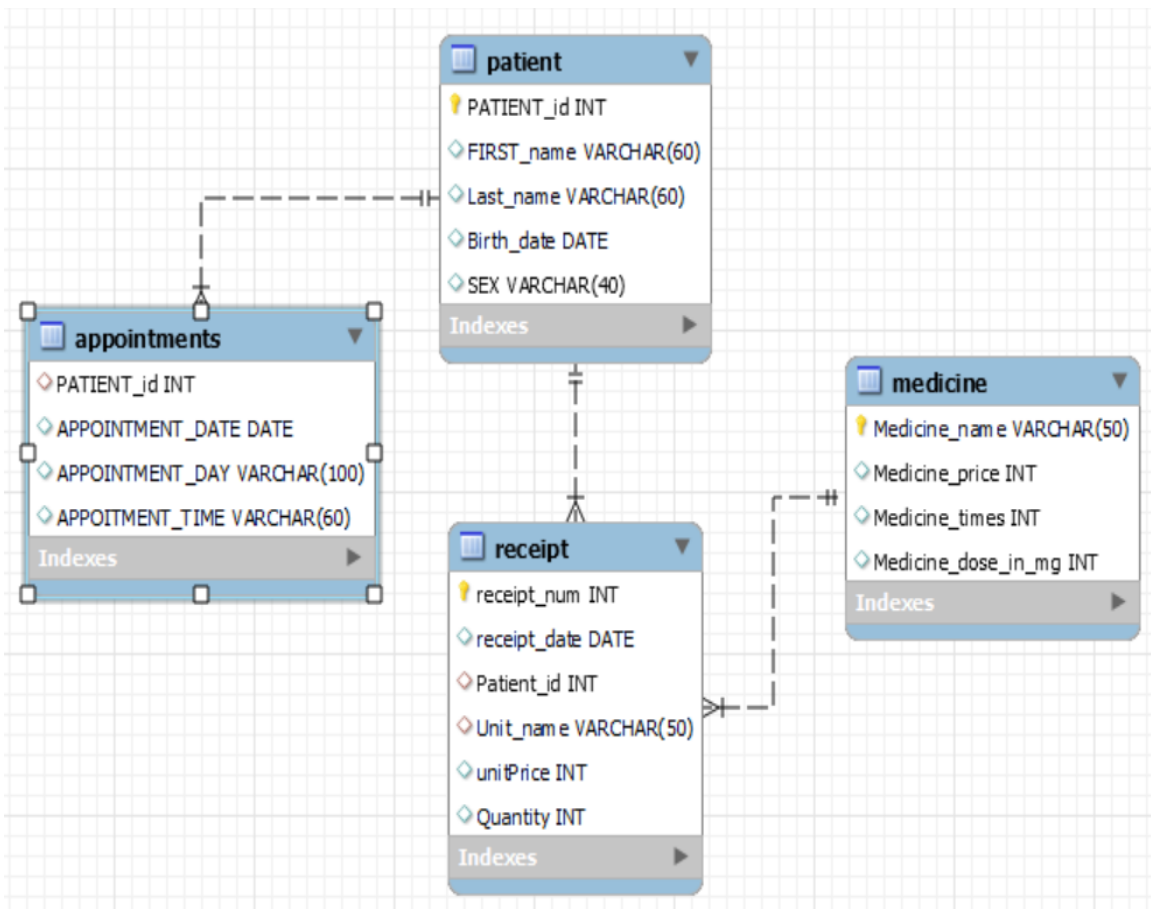 patient
PATIENT_id INT
FIRST_name VARCHAR(60)
Last_name VARCHAR(60)
Birth_date DATE
SEX VARCHAR(40)
Indexes
appointments
PATIENT_id INT
APPOINTMENT_DATE DATE
APPOINTMENT_DAY VARCHAR(100)
APPOITMENT_TIME VARCHAR(60)
Indexes
medicine
Medicine_name VARCHAR(50)
Medicine_price INT
Medicine_times INT
Medicine_dose_in_mg INT
Indexes
receipt
receipt_num INT
receipt_date DATE
Patient_id INT
Unit_name VARCHAR(50)
unitPrice INT
Quantity INT
Indexes